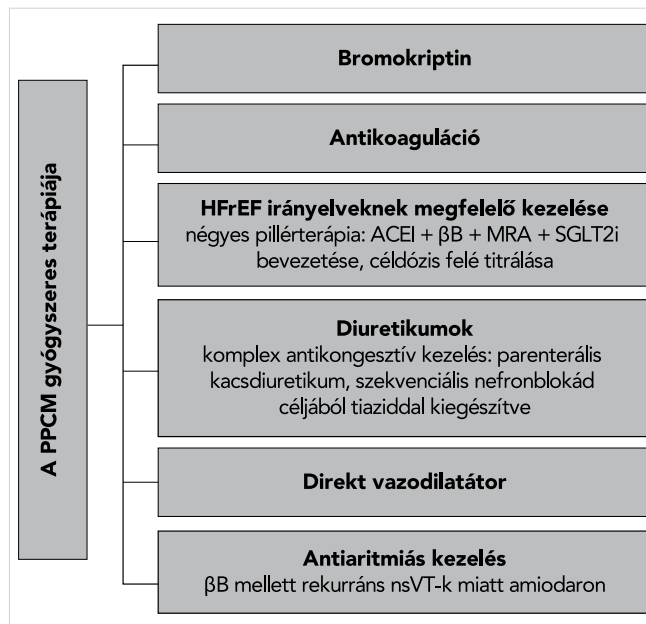 A PPCM gyógyszeres terápiája
Bromokriptin
Antikoaguláció
HFrEF irányelveknek megfelelő kezelése
négyes pillérterápia: ACEI + βB + MRA + SGLT2i
bevezetése, céldózis felé titrálása
Diuretikumok
komplex antikongesztív kezelés: parenterális
kacsdiuretikum, szekvenciális nefronblokád
céljából tiaziddal kiegészítve
Direkt vazodilatátor
Antiaritmiás kezelés
βB mellett rekurráns nsVT-k miatt amiodaron